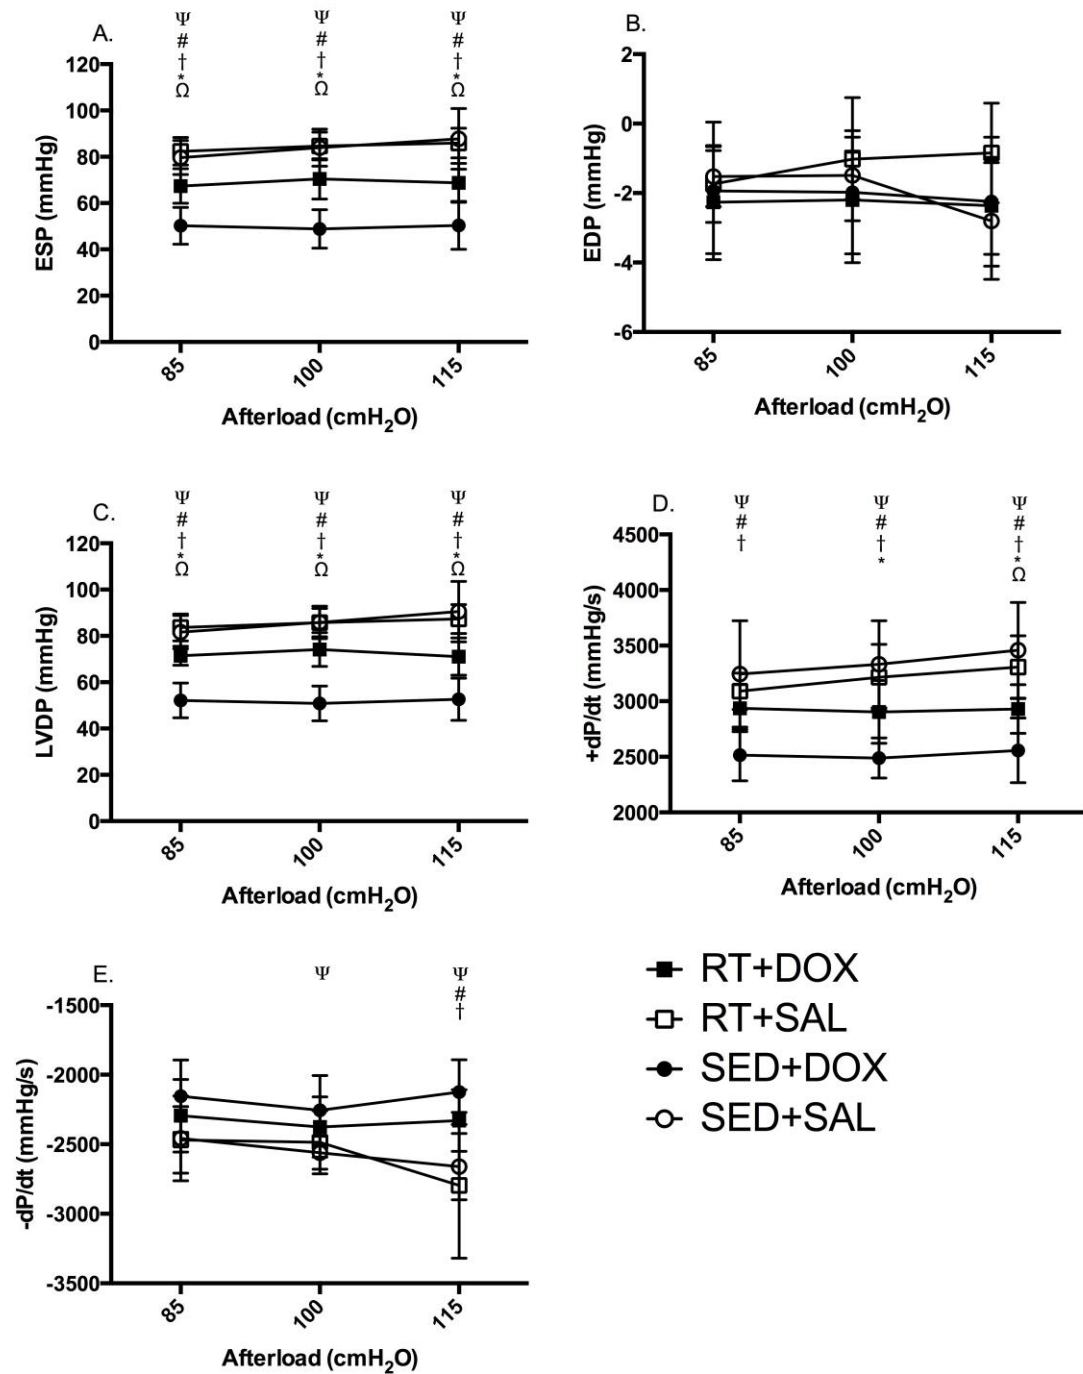 A.
Ψ Ψ Ψ
# # #
† † †
* * *
Ω Ω Ω
120
100
80
60
40
20
0
ESP (mmHg)
85 100 115
Afterload (cmH₂O)
B.
2
0
-2
-4
-6
EDP (mmHg)
85 100 115
Afterload (cmH₂O)
C.
Ψ Ψ Ψ
# # #
† † †
* * *
Ω Ω Ω
120
100
80
60
40
20
0
LVDP (mmHg)
85 100 115
Afterload (cmH₂O)
D.
Ψ Ψ Ψ
# # #
† † †
* *
Ω
4500
4000
3500
3000
2500
2000
+dP/dt (mmHg/s)
85 100 115
Afterload (cmH₂O)
E.
Ψ Ψ
#
†
-1500
-2000
-2500
-3000
-3500
-dP/dt (mmHg/s)
85 100 115
Afterload (cmH₂O)
RT+DOX
RT+SAL
SED+DOX
SED+SAL